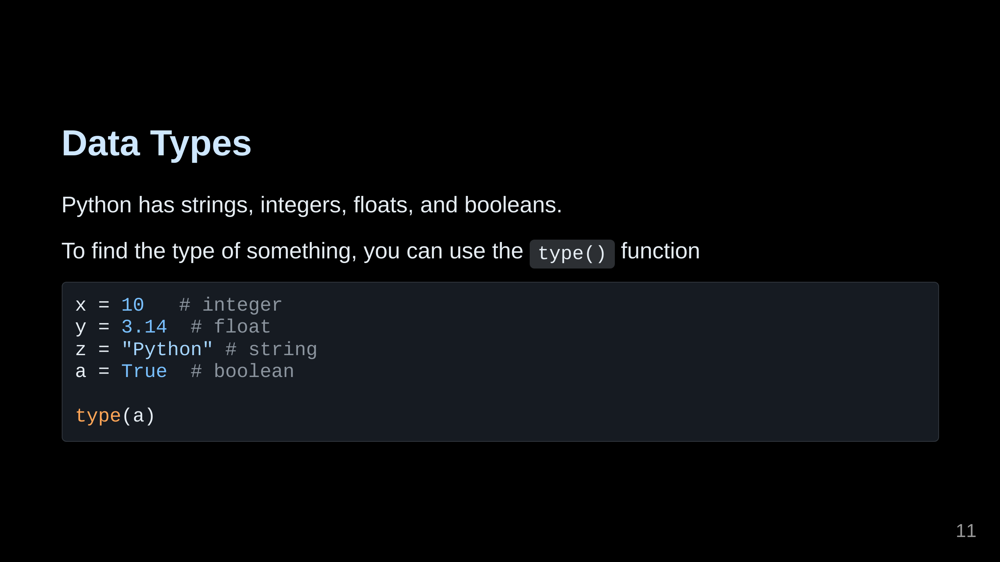 Data Types
Python has strings, integers, floats, and booleans.
To find the type of something, you can use the type() function
x = 10   # integer
y = 3.14  # float
z = "Python" # string
a = True  # boolean
type(a)
11